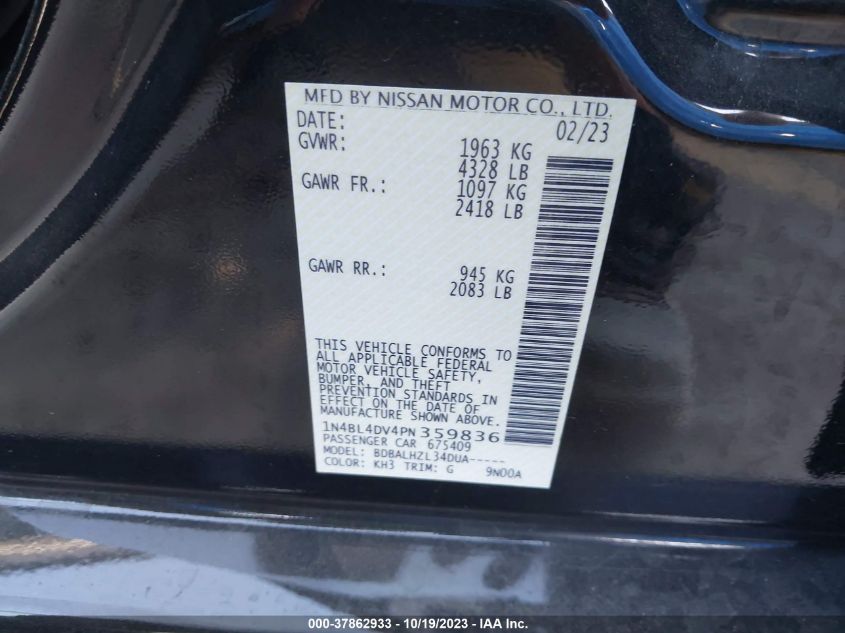 MFD BY NISSAN MOTOR CO., LTD.
DATE: 02/23
GVWR: 1963 KG
4328 LB
GAWR FR.: 1097 KG
2418 LB
GAWR RR.: 945 KG
2083 LB
THIS VEHICLE CONFORMS TO
ALL APPLICABLE FEDERAL
MOTOR VEHICLE SAFETY,
BUMPER, AND THEFT
PREVENTION STANDARDS IN
EFFECT ON THE DATE OF
MANUFACTURE SHOWN ABOVE.
1N4BL4DV4PN359836
PASSENGER CAR 675409
MODEL: BDBALHZL34DUA-----
COLOR: KH3 TRIM: G 9N00A
000-37862933 - 10/19/2023 - IAA Inc.